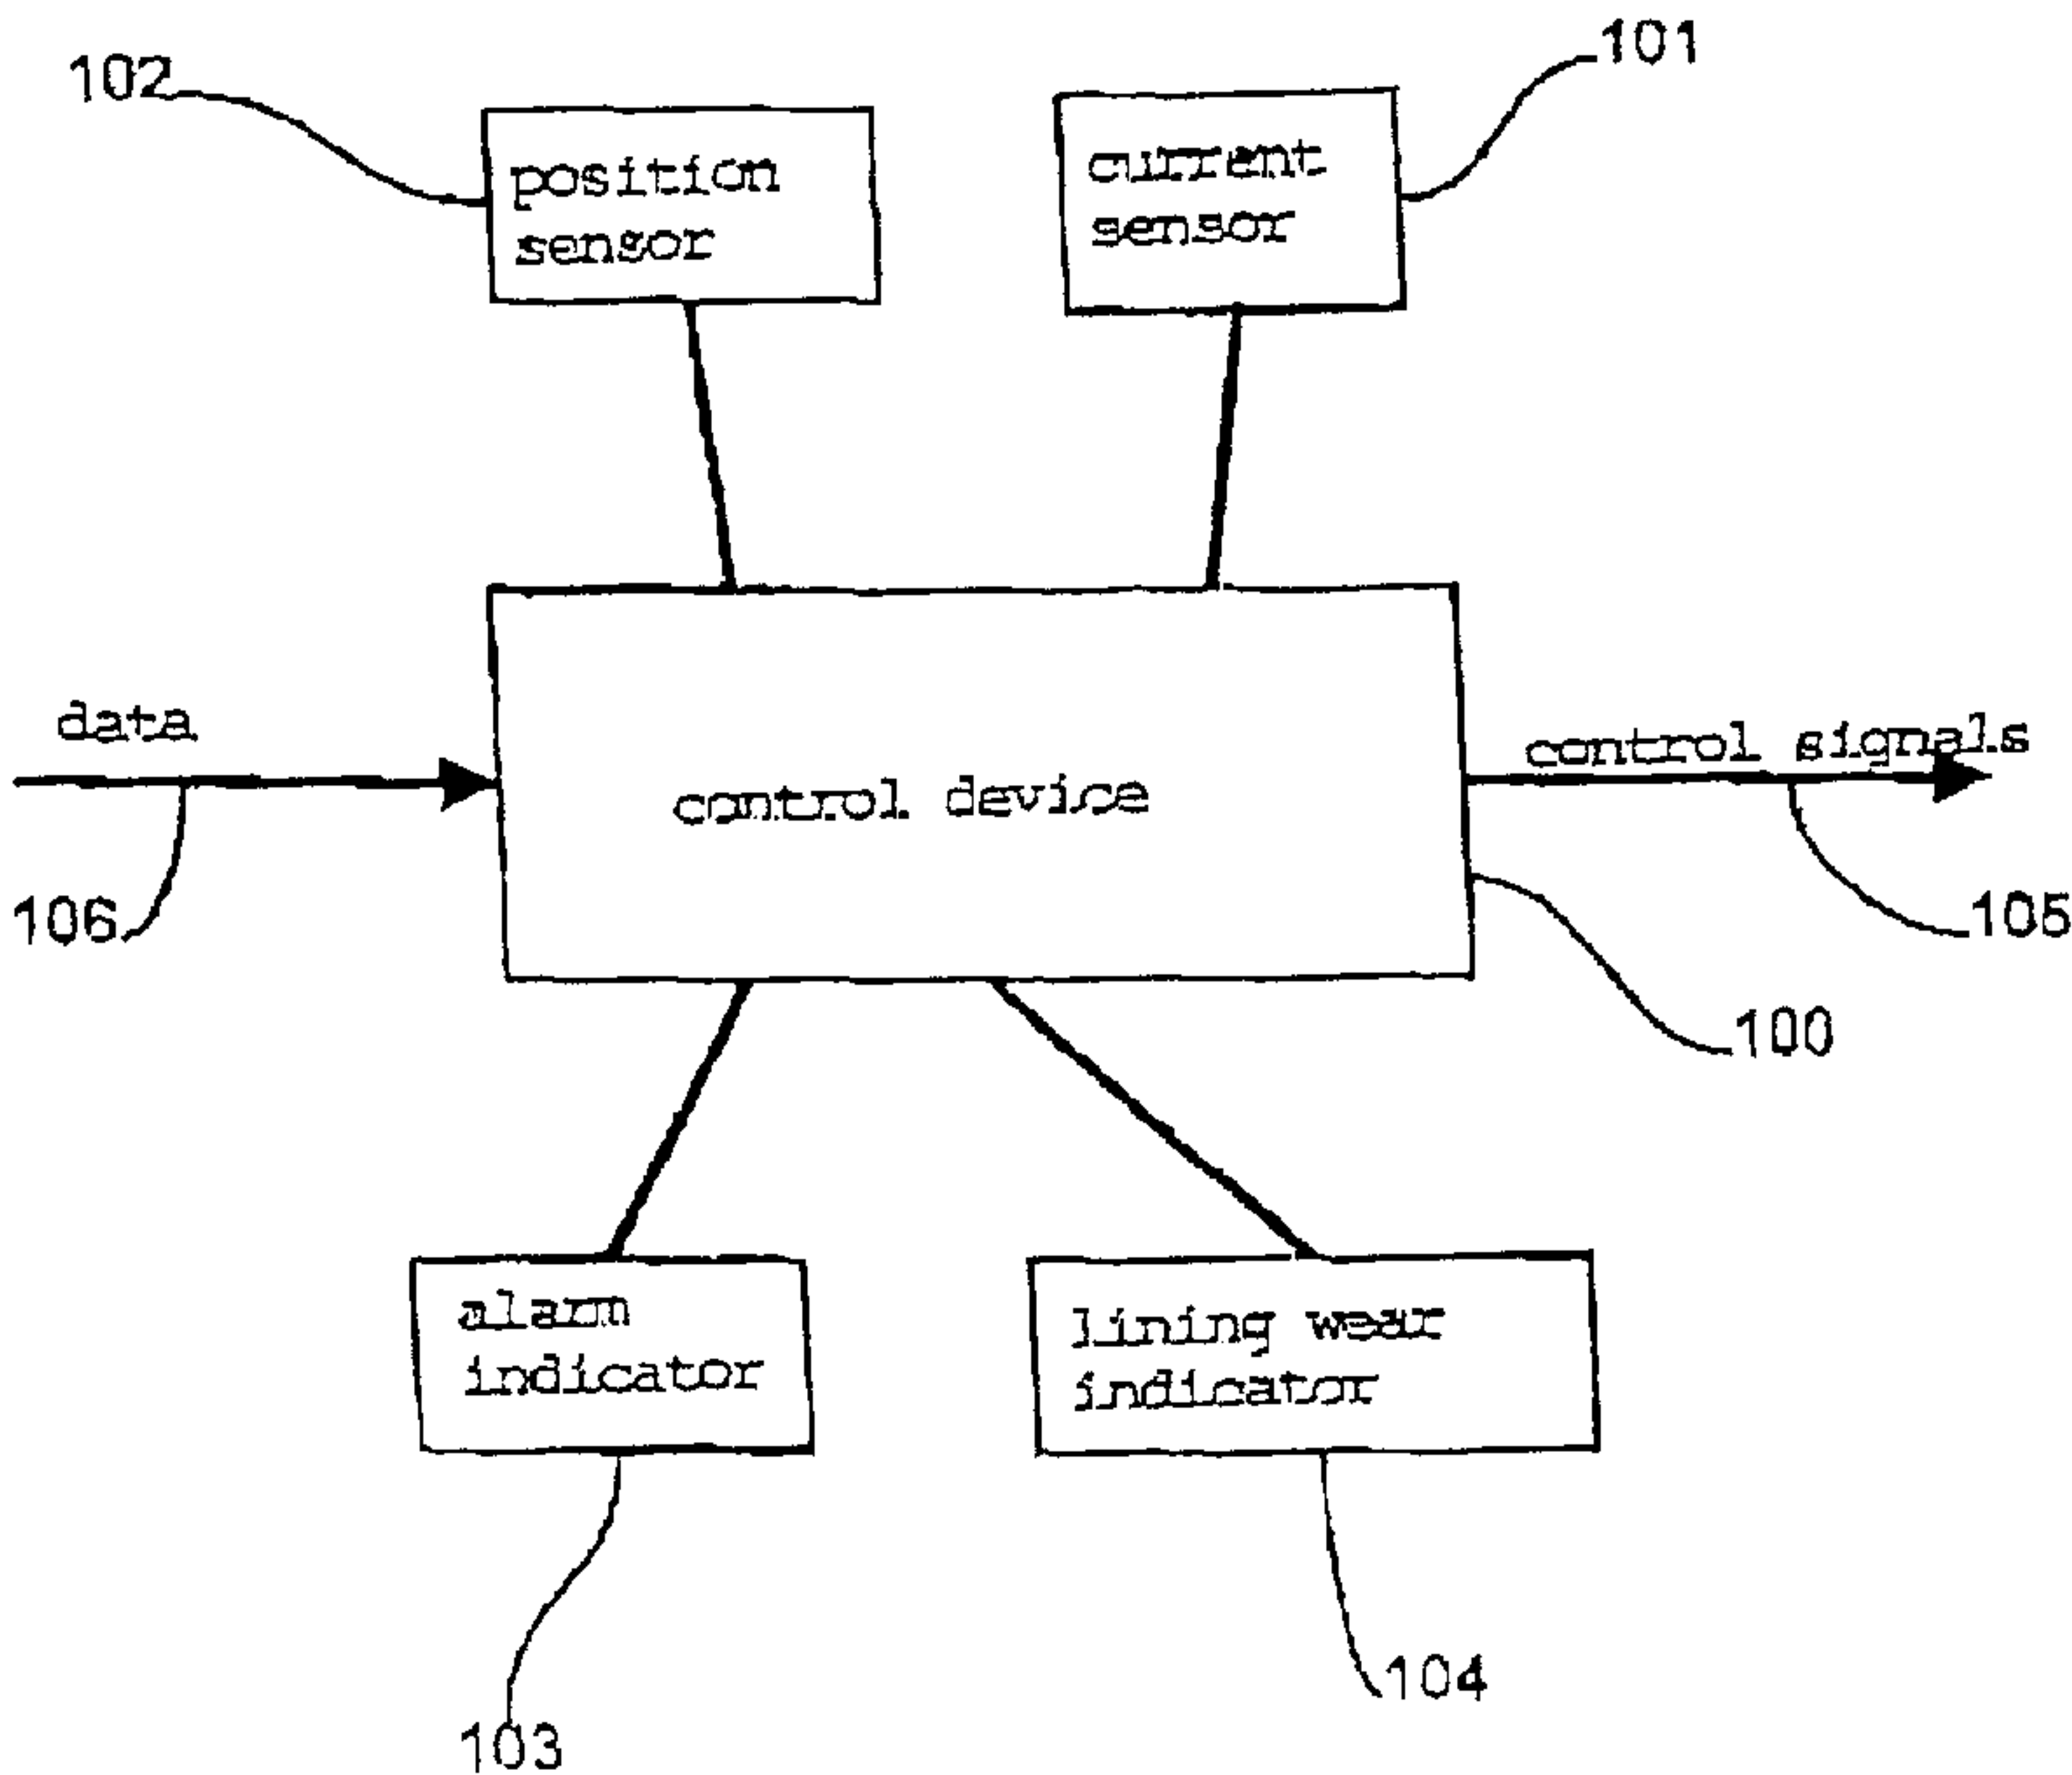 102
101
position
sensor
current
sensor
data
control signals
control device
106
105
100
alarm
indicator
lining wear
indicator
104
103